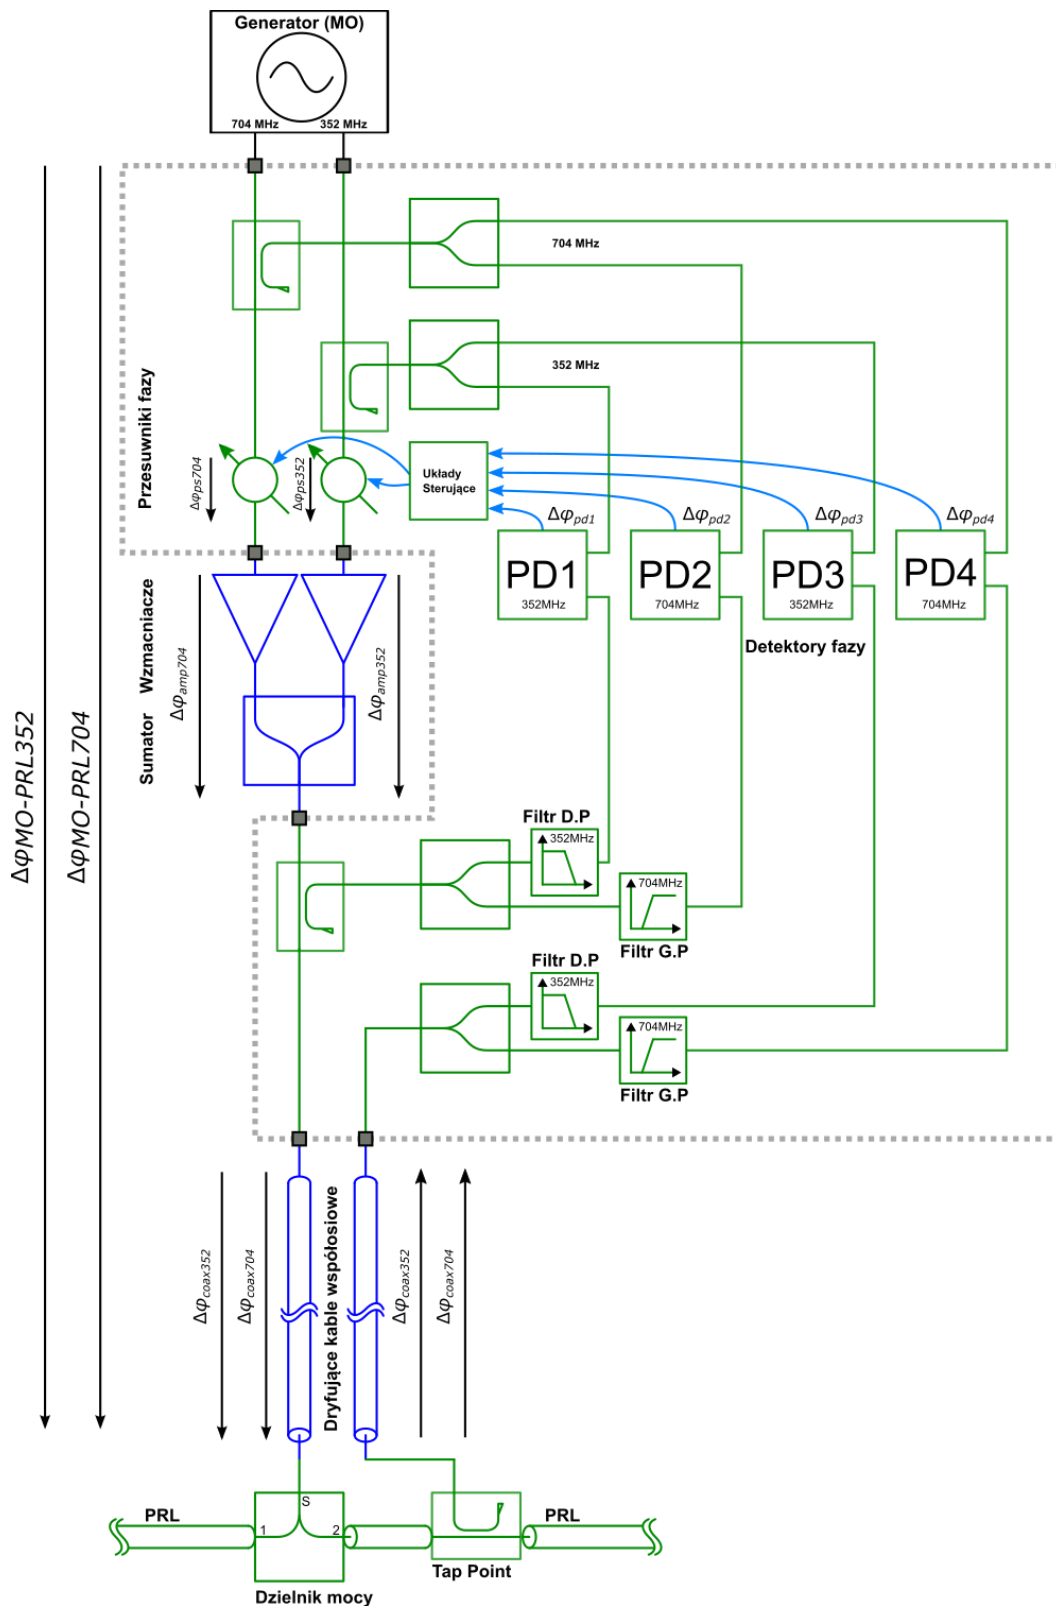 Generator (MO)
704 MHz
352 MHz
704 MHz
352 MHz
Przesuwniki fazy
Δφps704
Δφps352
Układy
Sterujące
Δφpd1
Δφpd2
Δφpd3
Δφpd4
PD1
352MHz
PD2
704MHz
PD3
352MHz
PD4
704MHz
Detektory fazy
Sumator Wzmacniacze
Δφamp704
Δφamp352
ΔφMO-PRL352
ΔφMO-PRL704
Filtr D.P
352MHz
704MHz
Filtr G.P
Filtr D.P
352MHz
704MHz
Filtr G.P
Δφcoax352
Δφcoax704
Dryfujące kable współosiowe
Δφcoax352
Δφcoax704
PRL
S
1
2
PRL
Tap Point
Dzielnik mocy